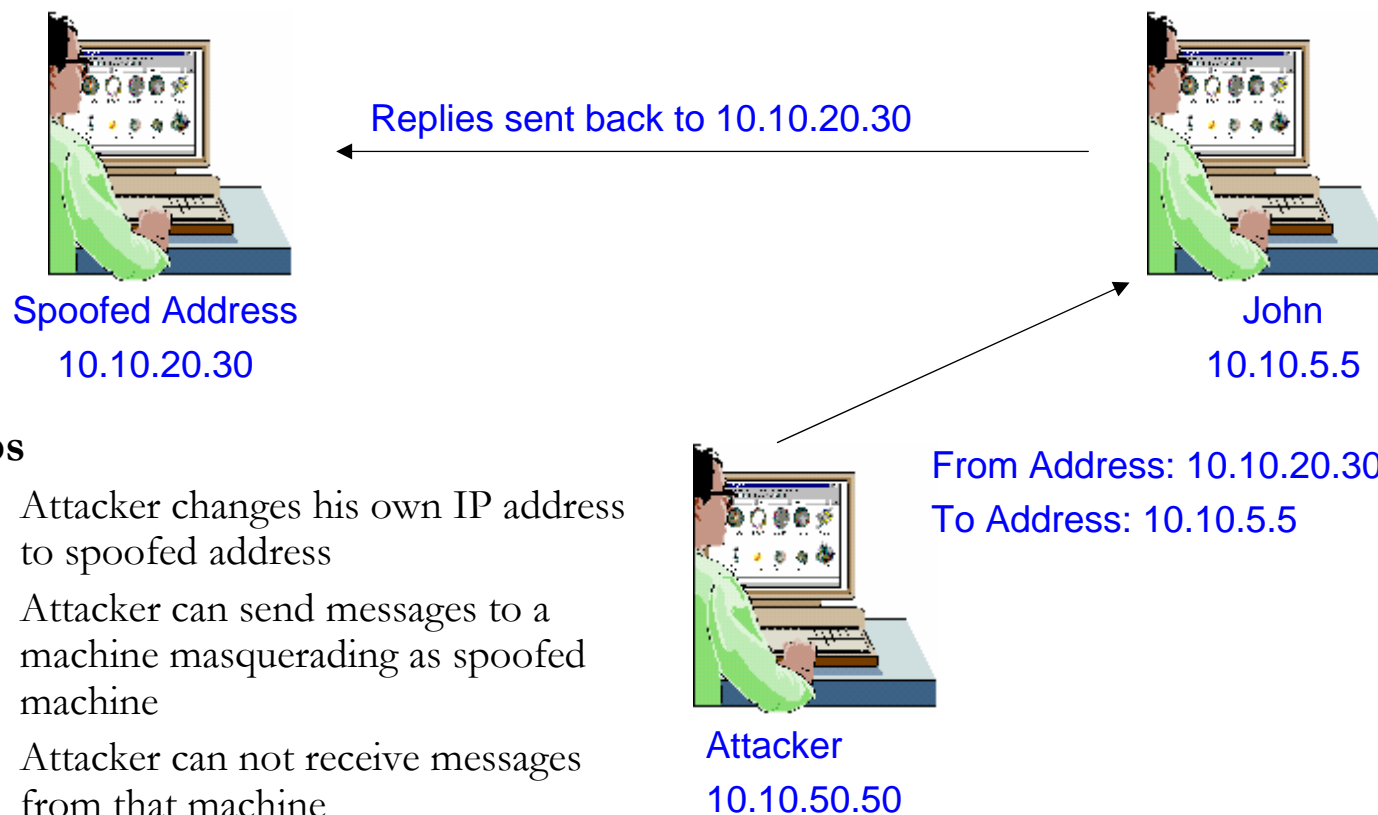 Replies sent back to 10.10.20.30
Spoofed Address
10.10.20.30
John
10.10.5.5
Attacker changes his own IP address
to spoofed address
Attacker can send messages to a
machine masquerading as spoofed
machine
Attacker can not receive messages
from that machine
From Address: 10.10.20.30
To Address: 10.10.5.5
Attacker
10.10.50.50